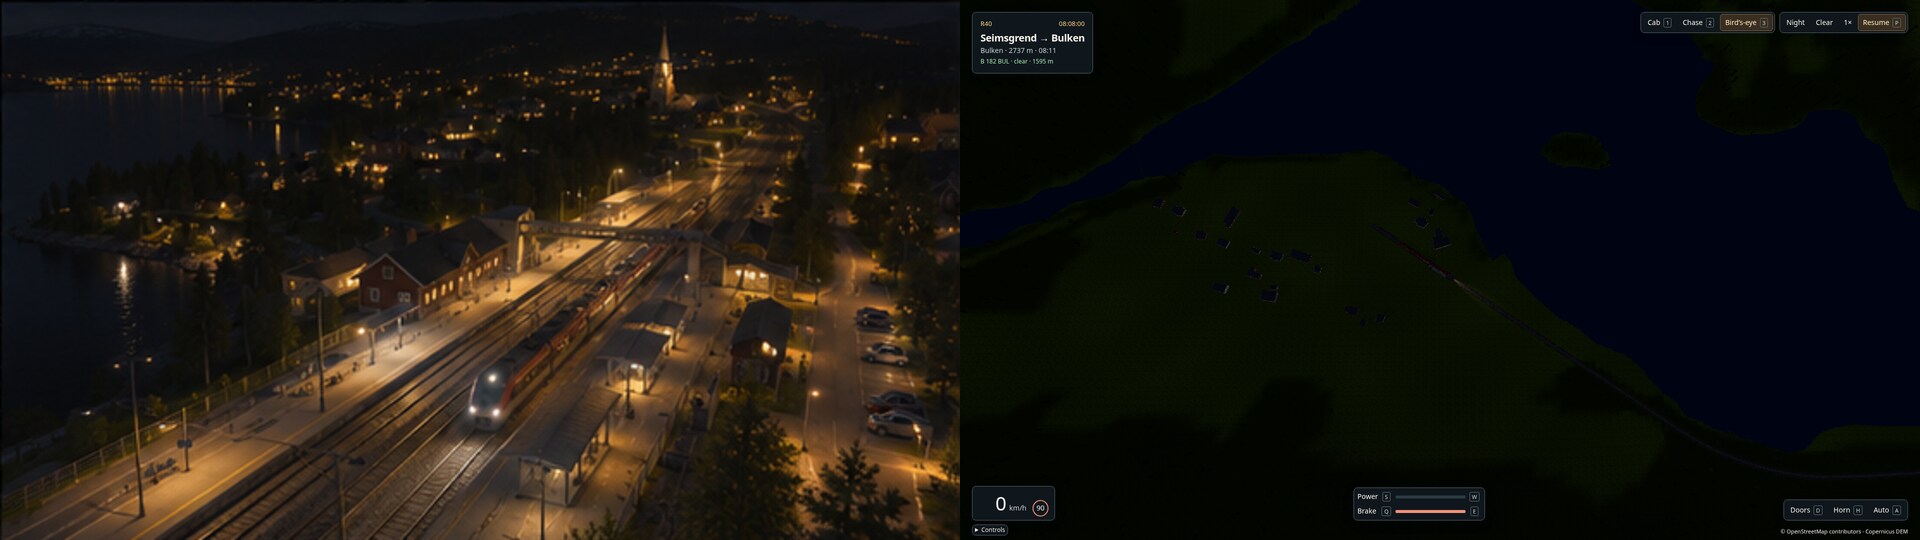 R40 08:08:00
Seimsgrend → Bulken
Bulken · 2737 m · 08:11
B 182 BUL · clear · 1595 m
Cab 1 Chase 2 Bird's-eye 3
Night Clear 1× Resume P
0 km/h 90
▶ Controls
Power S W
Brake Q E
Doors D Horn H Auto A
© OpenStreetMap contributors · Copernicus DEM